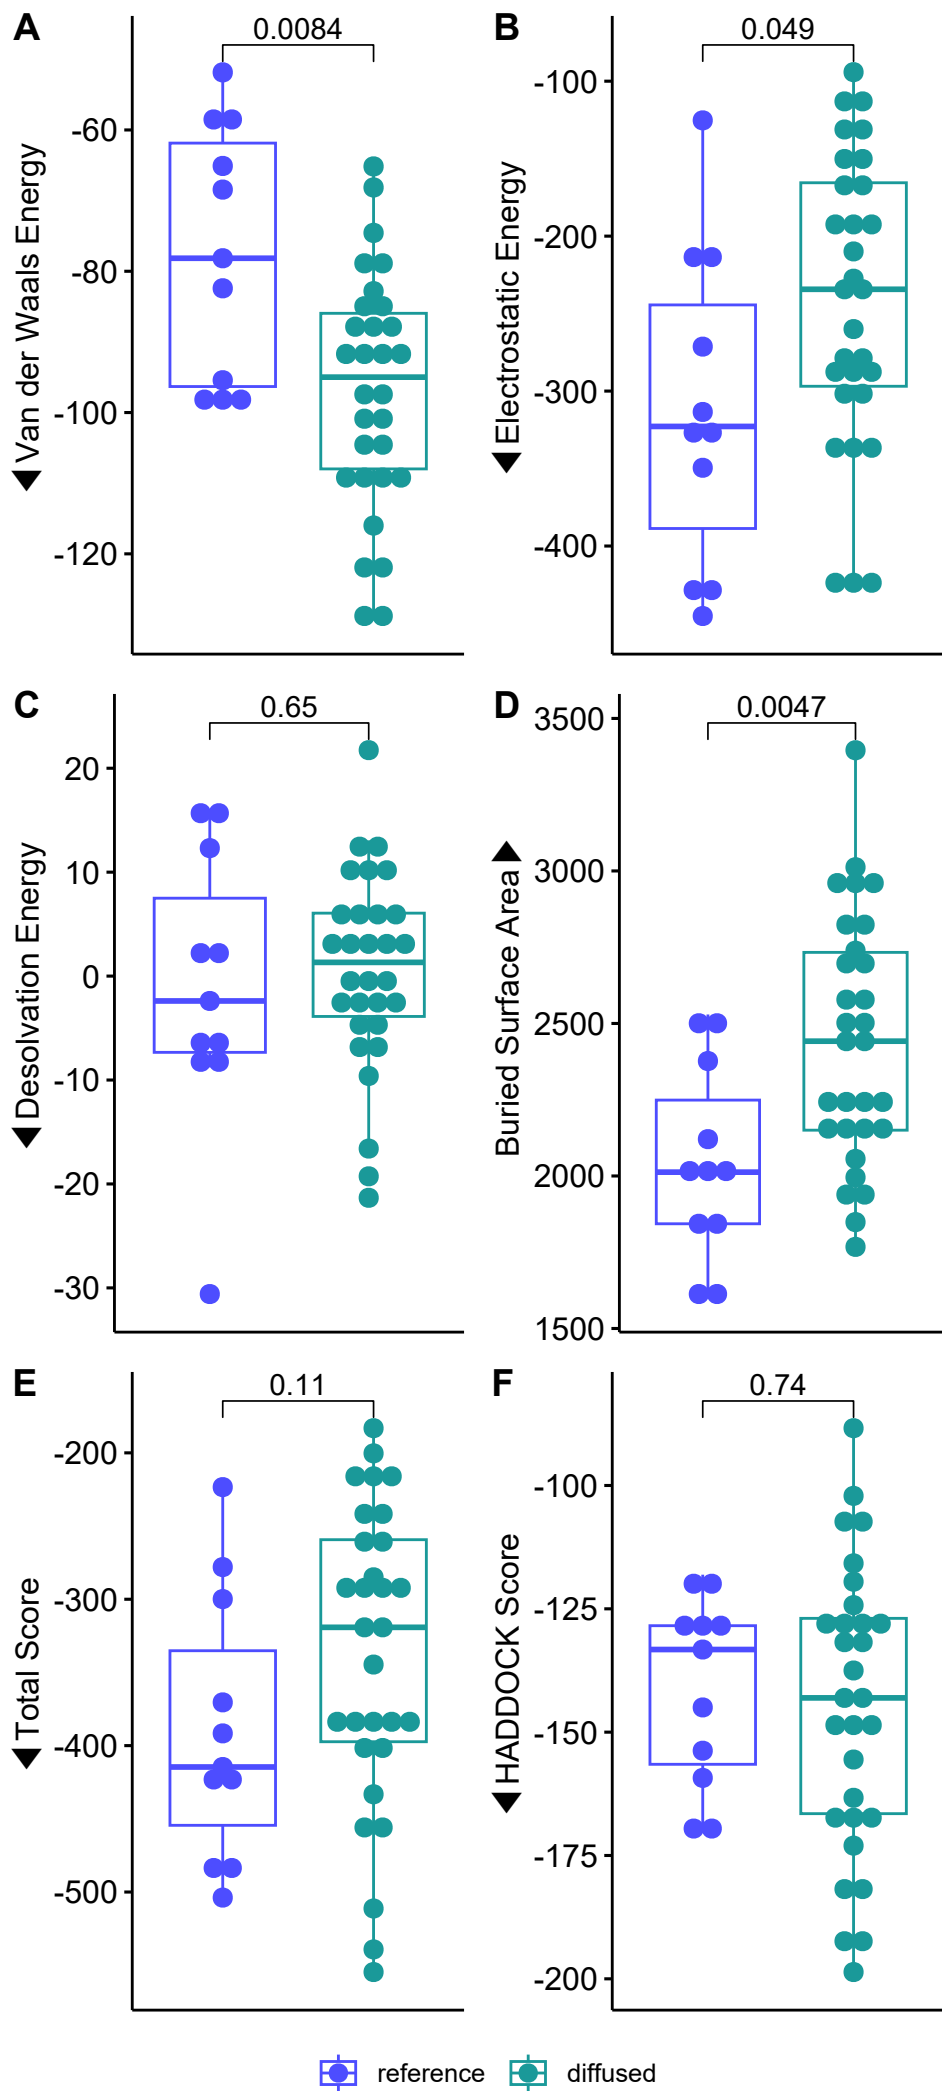 A
0.0084
Van der Waals Energy
-60
-80
-100
-120
B
0.049
Electrostatic Energy
-100
-200
-300
-400
C
0.65
Desolvation Energy
20
10
0
-10
-20
-30
D
0.0047
Buried Surface Area
3500
3000
2500
2000
1500
E
0.11
Total Score
-200
-300
-400
-500
F
0.74
HADDOCK Score
-100
-125
-150
-175
-200
reference diffused